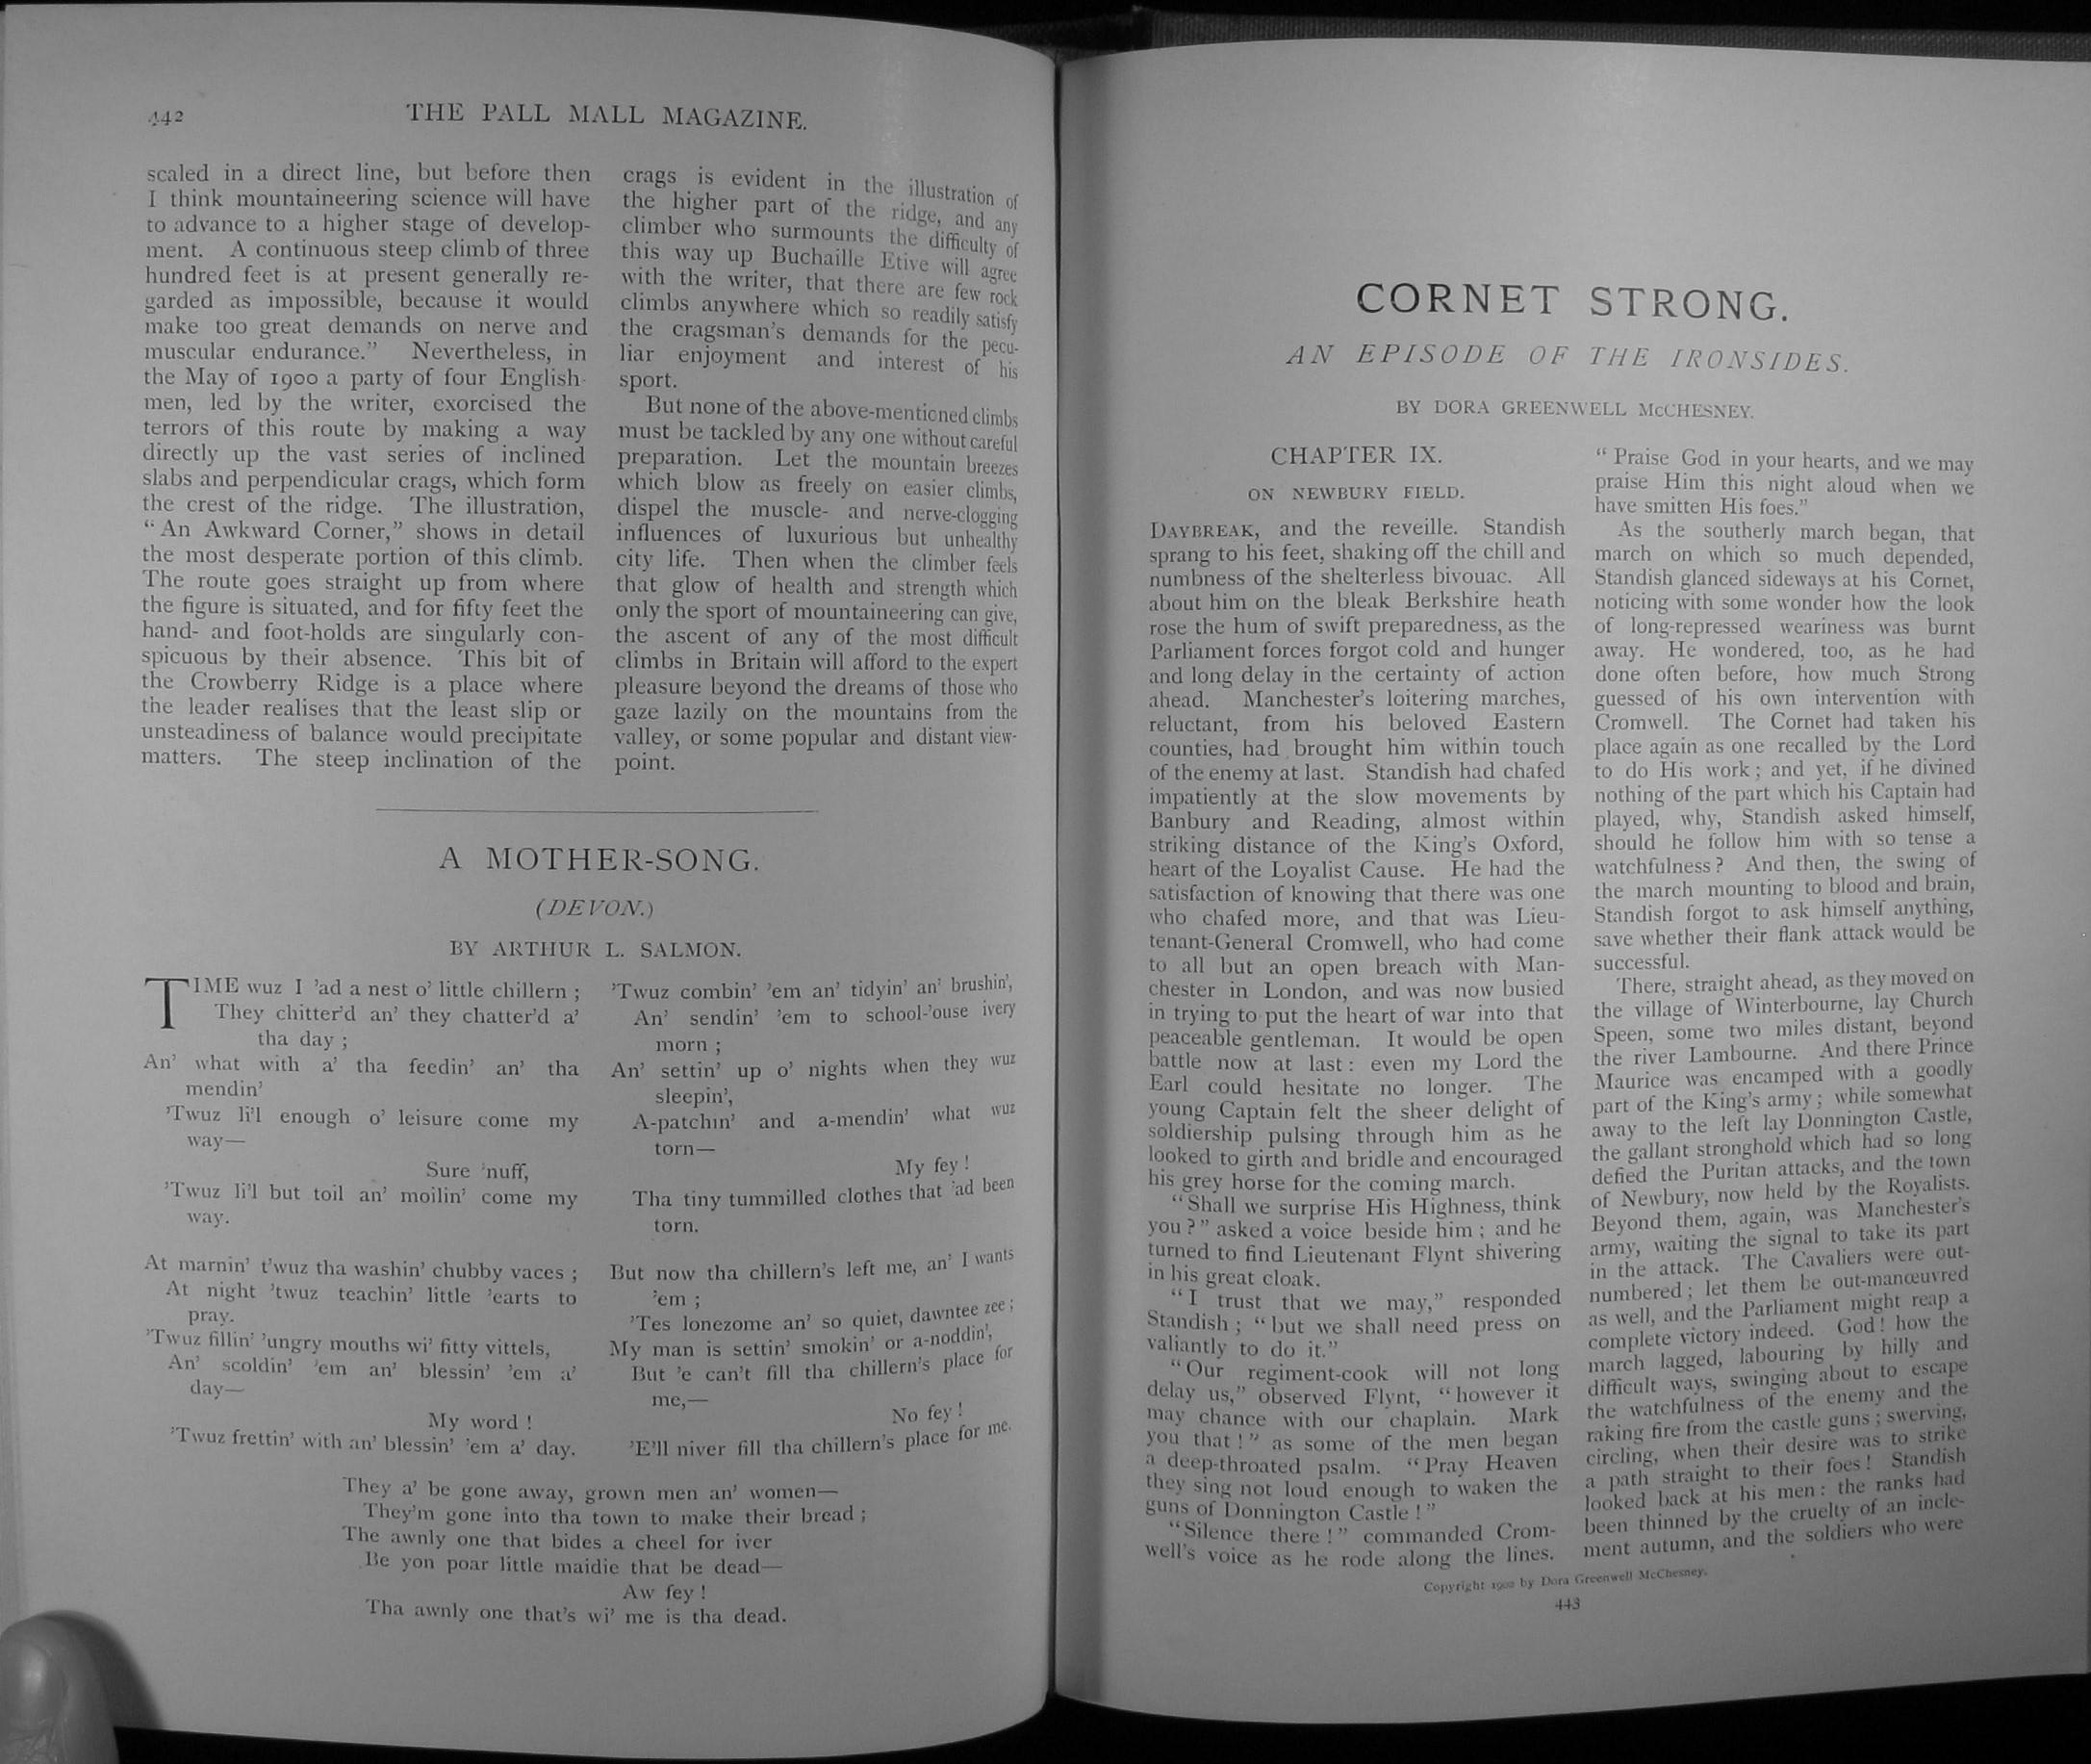 442
THE PALL MALL MAGAZINE.
scaled in a direct line, but before then
I think mountaineering science will have
to advance to a higher stage of develop-
ment. A continuous steep climb of three
hundred feet is at present generally re-
garded as impossible, because it would
make too great demands on nerve and
muscular endurance.” Nevertheless, in
the May of 1900 a party of four English-
men, led by the writer, exorcised the
terrors of this route by making a way
directly up the vast series of inclined
slabs and perpendicular crags, which form
the crest of the ridge. The illustration,
“An Awkward Corner,” shows in detail
the most desperate portion of this climb.
The route goes straight up from where
the figure is situated, and for fifty feet the
hand- and foot-holds are singularly con-
spicuous by their absence. This bit of
the Crowberry Ridge is a place where
the leader realises that the least slip or
unsteadiness of balance would precipitate
matters. The steep inclination of the
crags is evident in the illustration of
the higher part of the ridge, and any
climber who surmounts the difficulty of
this way up Buchaille Etive will agree
with the writer, that there are few rock
climbs anywhere which so readily satisfy
the cragsman’s demands for the pecu-
liar enjoyment and interest of his
sport.
But none of the above-mentioned climbs
must be tackled by any one without careful
preparation. Let the mountain breezes
which blow as freely on easier climbs,
dispel the muscle- and nerve-clogging
influences of luxurious but unhealthy
city life. Then when the climber feels
that glow of health and strength which
only the sport of mountaineering can give,
the ascent of any of the most difficult
climbs in Britain will afford to the expert
pleasure beyond the dreams of those who
gaze lazily on the mountains from the
valley, or some popular and distant view-
point.
A MOTHER-SONG.
(DEVON.)
BY ARTHUR L. SALMON.
TIME wuz I ’ad a nest o’ little chillern ;
They chitter’d an’ they chatter’d a’
tha day ;
An’ what with a’ tha feedin’ an’ tha
mendin’
’Twuz li’l enough o’ leisure come my
way—
Sure ’nuff,
’Twuz li’l but toil an’ moilin’ come my
way.
At marnin’ t’wuz tha washin’ chubby vaces ;
At night ’twuz teachin’ little ’earts to
pray.
’Twuz fillin’ ’ungry mouths wi’ fitty vittels,
An’ scoldin’ ’em an’ blessin’ ’em a’
day—
My word !
’Twuz frettin’ with an’ blessin’ ’em a’ day.
’Twuz combin’ ’em an’ tidyin’ an’ brushin’,
An’ sendin’ ’em to school-’ouse ivery
morn ;
An’ settin’ up o’ nights when they wuz
sleepin’,
A-patchin’ and a-mendin’ what wuz
torn—
My fey !
Tha tiny tummilled clothes that ’ad been
torn.
But now tha chillern’s left me, an’ I wants
’em ;
’Tes lonezome an’ so quiet, dawntee zee ;
My man is settin’ smokin’ or a-noddin’,
But ’e can’t fill tha chillern’s place for
me,—
No fey !
’E’ll niver fill tha chillern’s place for me.
They a’ be gone away, grown men an’ women—
They’m gone into tha town to make their bread ;
The awnly one that bides a cheel for iver
Be yon poar little maidie that be dead—
Aw fey !
Tha awnly one that’s wi’ me is tha dead.
CORNET STRONG.
AN EPISODE OF THE IRONSIDES.
BY DORA GREENWELL McCHESNEY.
CHAPTER IX.
ON NEWBURY FIELD.
DAYBREAK, and the reveille. Standish
sprang to his feet, shaking off the chill and
numbness of the shelterless bivouac. All
about him on the bleak Berkshire heath
rose the hum of swift preparedness, as the
Parliament forces forgot cold and hunger
and long delay in the certainty of action
ahead. Manchester’s loitering marches,
reluctant, from his beloved Eastern
counties, had brought him within touch
of the enemy at last. Standish had chafed
impatiently at the slow movements by
Banbury and Reading, almost within
striking distance of the King’s Oxford,
heart of the Loyalist Cause. He had the
satisfaction of knowing that there was one
who chafed more, and that was Lieu-
tenant-General Cromwell, who had come
to all but an open breach with Man-
chester in London, and was now busied
in trying to put the heart of war into that
peaceable gentleman. It would be open
battle now at last: even my Lord the
Earl could hesitate no longer. The
young Captain felt the sheer delight of
soldiership pulsing through him as he
looked to girth and bridle and encouraged
his grey horse for the coming march.
“Shall we surprise His Highness, think
you?” asked a voice beside him ; and he
turned to find Lieutenant Flynt shivering
in his great cloak.
“I trust that we may,” responded
Standish ; “but we shall need press on
valiantly to do it.”
“Our regiment-cook will not long
delay us,” observed Flynt, “however it
may chance with our chaplain. Mark
you that !” as some of the men began
a deep-throated psalm. “Pray Heaven
they sing not loud enough to waken the
guns of Donnington Castle !”
“Silence there !” commanded Crom-
well’s voice as he rode along the lines.
“Praise God in your hearts, and we may
praise Him this night aloud when we
have smitten His foes.”
As the southerly march began, that
march on which so much depended,
Standish glanced sideways at his Cornet,
noticing with some wonder how the look
of long-repressed weariness was burnt
away. He wondered, too, as he had
done often before, how much Strong
guessed of his own intervention with
Cromwell. The Cornet had taken his
place again as one recalled by the Lord
to do His work ; and yet, if he divined
nothing of the part which his Captain had
played, why, Standish asked himself,
should he follow him with so tense a
watchfulness? And then, the swing of
the march mounting to blood and brain,
Standish forgot to ask himself anything,
save whether their flank attack would be
successful.
There, straight ahead, as they moved on
the village of Winterbourne, lay Church
Speen, some two miles distant, beyond
the river Lambourne. And there Prince
Maurice was encamped with a goodly
part of the King’s army ; while somewhat
away to the left lay Donnington Castle,
the gallant stronghold which had so long
defied the Puritan attacks, and the town
of Newbury, now held by the Royalists.
Beyond them, again, was Manchester’s
army, waiting the signal to take its part
in the attack. The Cavaliers were out-
numbered ; let them be out-manœuvred
as well, and the Parliament might reap a
complete victory indeed. God ! how the
march lagged, labouring by hilly and
difficult ways, swinging about to escape
the watchfulness of the enemy and the
raking fire from the castle guns ; swerving,
circling, when their desire was to strike
a path straight to their foes ! Standish
looked back at his men : the ranks had
been thinned by the cruelty of an incle-
ment autumn, and the soldiers who were
Copyright 1900 by Dora Greenwell McChesney.
443